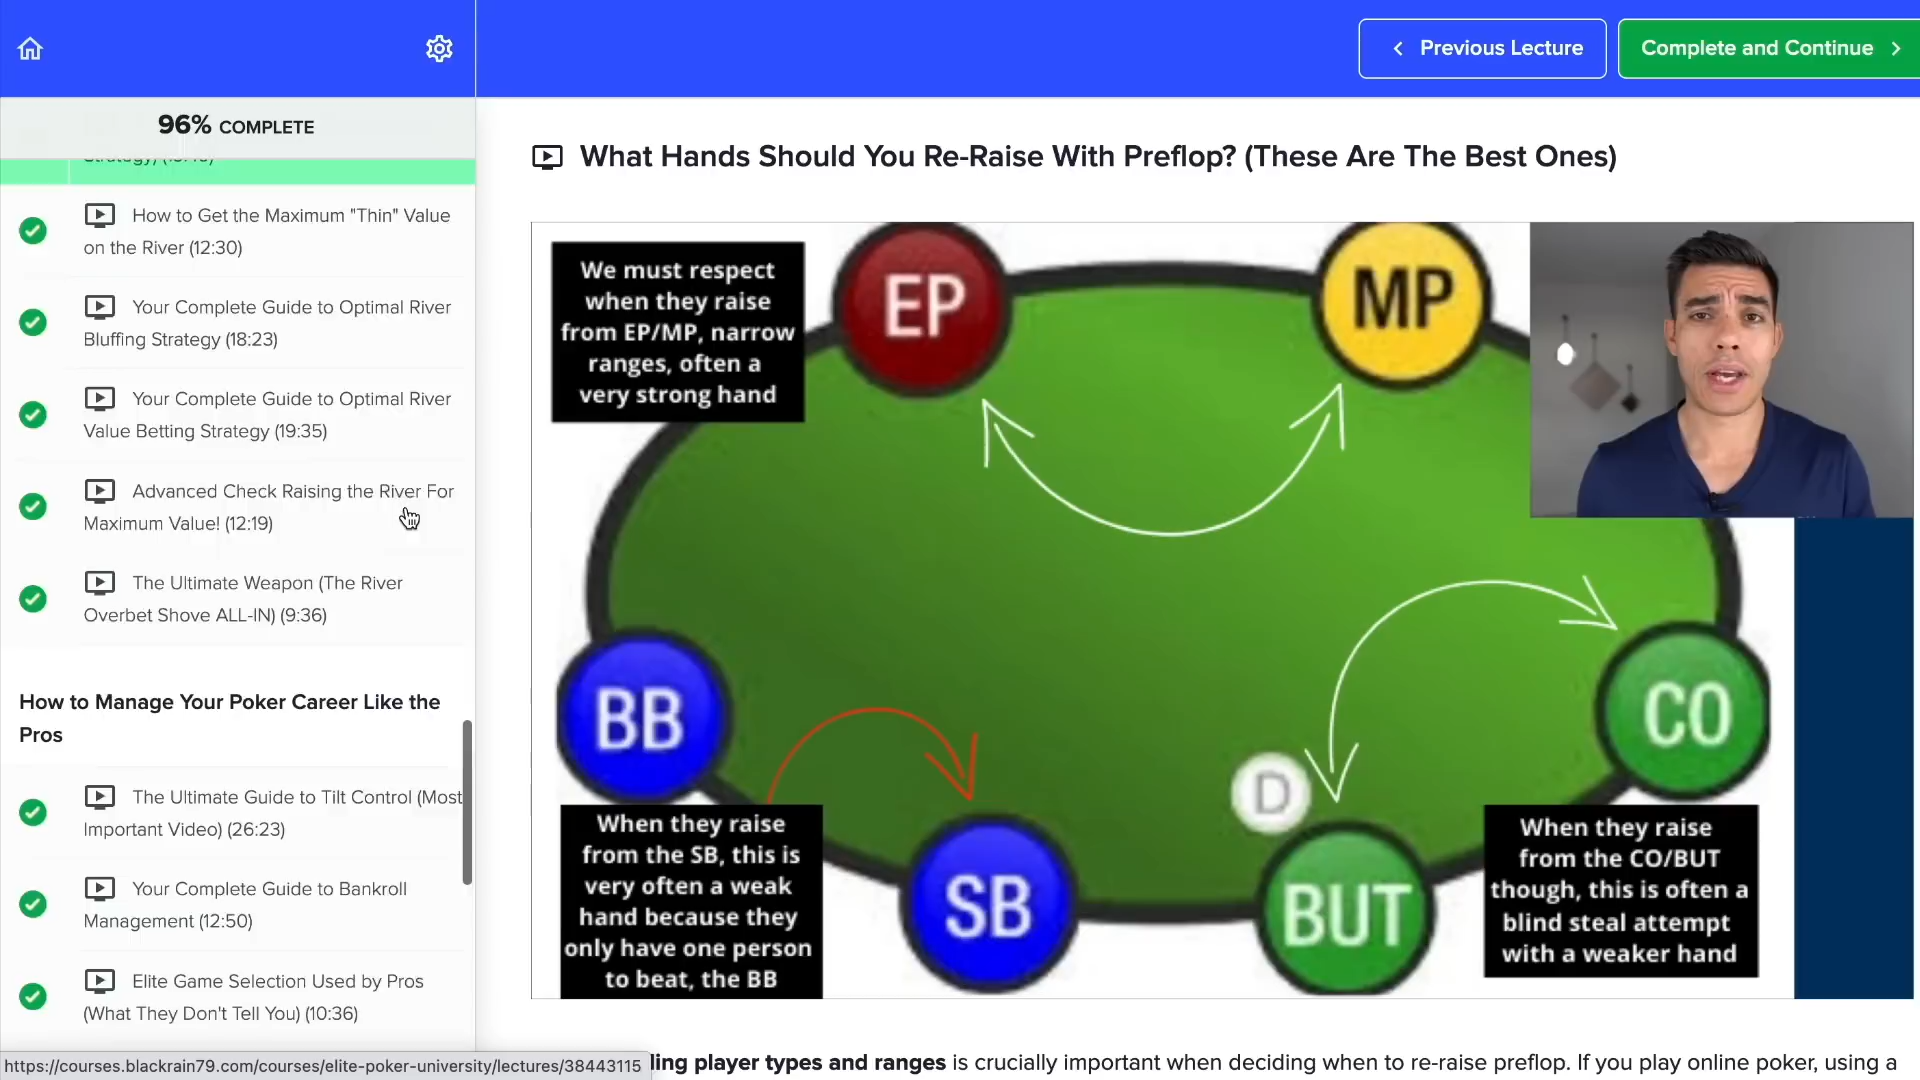 Previous Lecture
Complete and Continue
96% COMPLETE
How to Get the Maximum "Thin" Value
on the River (12:30)
Your Complete Guide to Optimal River
Bluffing Strategy (18:23)
Your Complete Guide to Optimal River
Value Betting Strategy (19:35)
Advanced Check Raising the River For
Maximum Value! (12:19)
The Ultimate Weapon (The River
Overbet Shove ALL-IN) (9:36)
How to Manage Your Poker Career Like the
Pros
The Ultimate Guide to Tilt Control (Most
Important Video) (26:23)
Your Complete Guide to Bankroll
Management (12:50)
Elite Game Selection Used by Pros
(What They Don't Tell You) (10:36)
https://courses.blackrain79.com/courses/elite-poker-university/lectures/38443115
What Hands Should You Re-Raise With Preflop? (These Are The Best Ones)
We must respect
when they raise
from EP/MP, narrow
ranges, often a
very strong hand
EP
MP
BB
CO
D
SB
BUT
When they raise
from the SB, this is
very often a weak
hand because they
only have one person
to beat, the BB
When they raise
from the CO/BUT
though, this is often a
blind steal attempt
with a weaker hand
player types and ranges is crucially important when deciding when to re-raise preflop. If you play online poker, using a